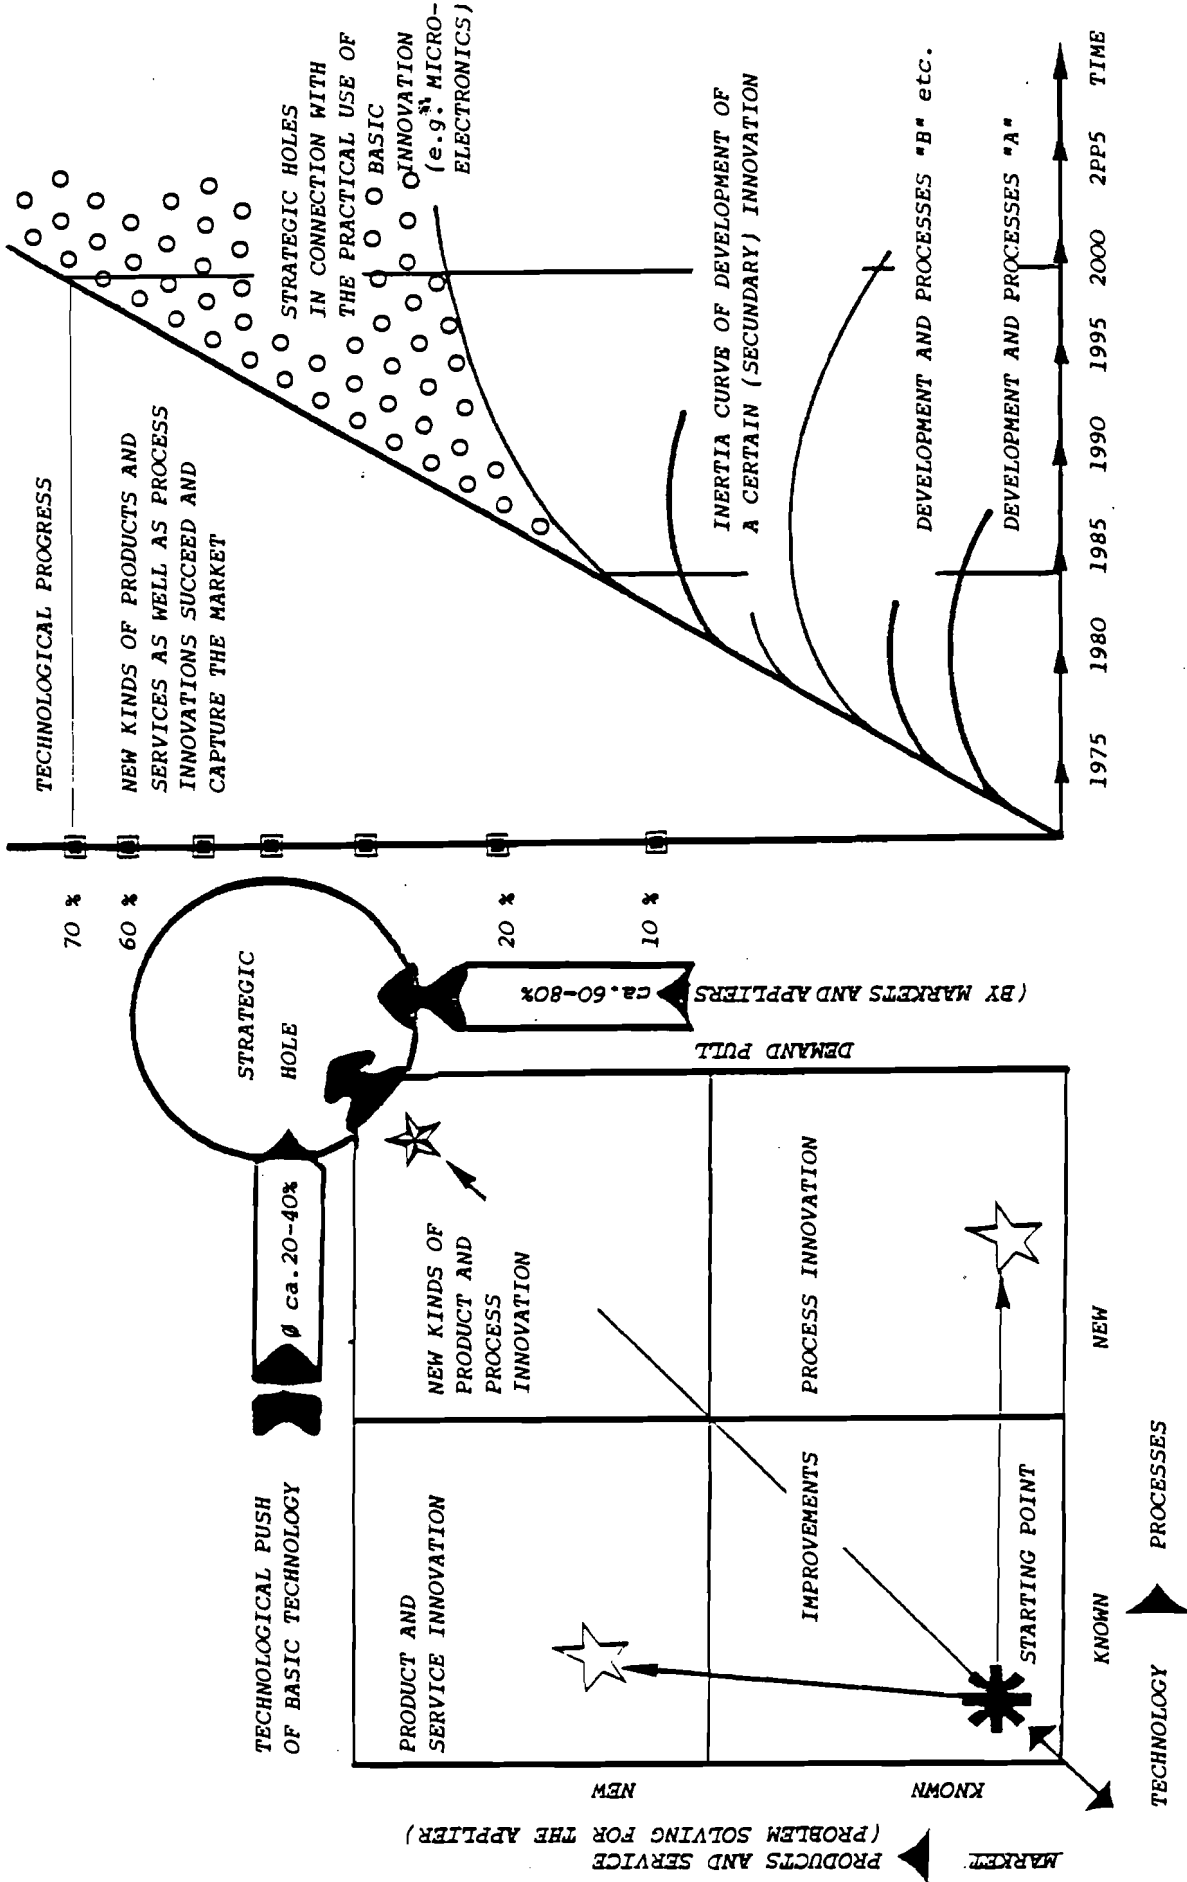 TECHNOLOGICAL PUSH
OF BASIC TECHNOLOGY
Ø ca.20-40%
STRATEGIC
HOLE
PRODUCT AND
SERVICE INNOVATION
NEW KINDS OF
PRODUCT AND
PROCESS
INNOVATION
IMPROVEMENTS
PROCESS INNOVATION
STARTING POINT
KNOWN
NEW
TECHNOLOGY
PROCESSES
MARKET
PRODUCTS AND SERVICE
(PROBLEM SOLVING FOR THE APPLIER)
KNOWN
NEW
DEMAND PULL
(BY MARKETS AND APPLIERS
ca.60-80%
70 %
60 %
20 %
10 %
TECHNOLOGICAL PROGRESS
NEW KINDS OF PRODUCTS AND
SERVICES AS WELL AS PROCESS
INNOVATIONS SUCCEED AND
CAPTURE THE MARKET
STRATEGIC HOLES
IN CONNECTION WITH
THE PRACTICAL USE OF
BASIC
INNOVATION
(e.g. MICRO-
ELECTRONICS)
INERTIA CURVE OF DEVELOPMENT OF
A CERTAIN (SECUNDARY) INNOVATION
DEVELOPMENT AND PROCESSES "B" etc.
DEVELOPMENT AND PROCESSES "A"
1975 1980 1985 1990 1995 2000 2PP5 TIME